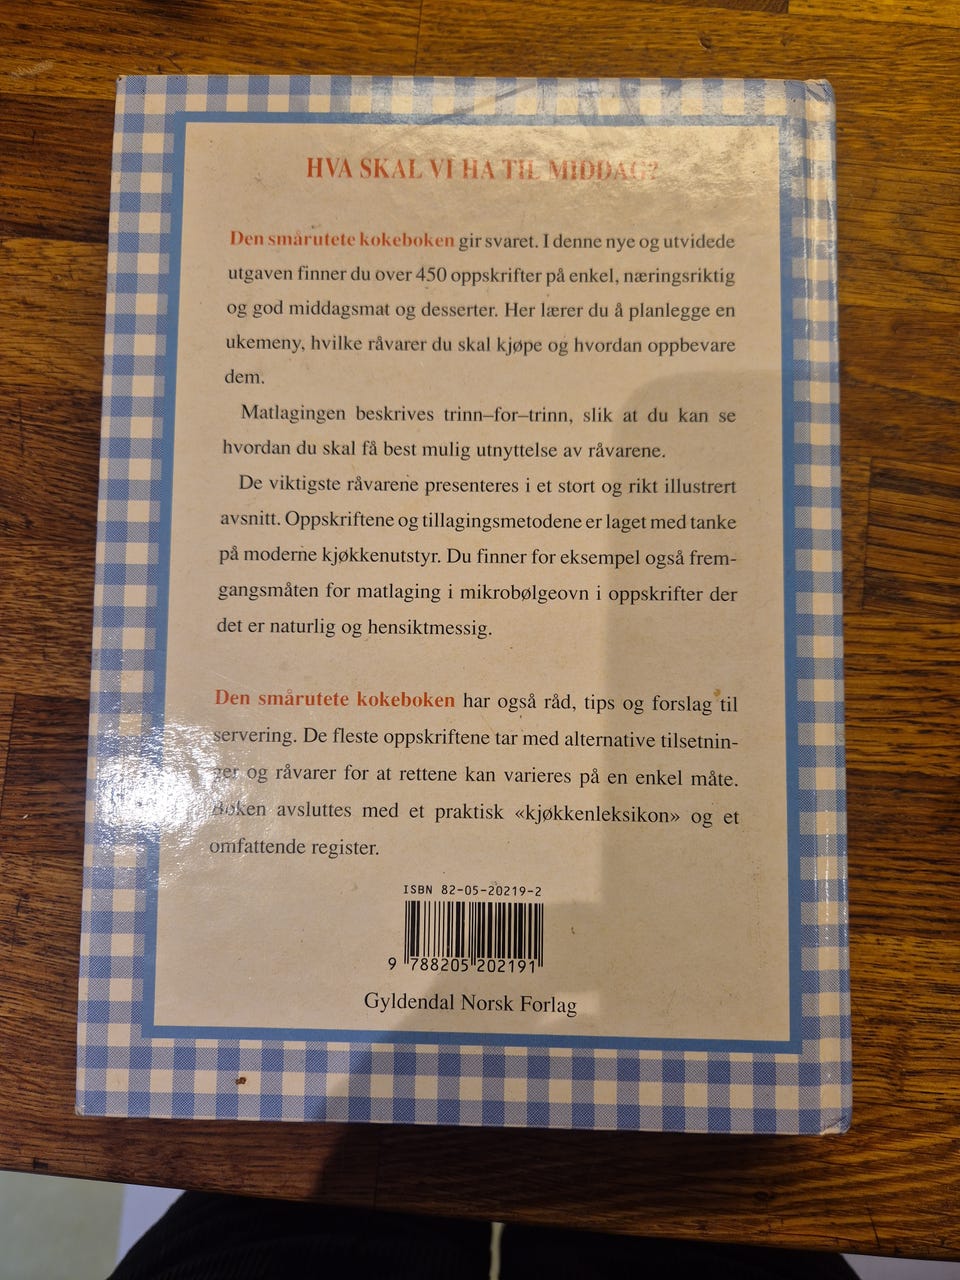 HVA SKAL VI HA TIL MIDDAG?
Den smårutete kokeboken gir svaret. I denne nye og utvidede
utgaven finner du over 450 oppskrifter på enkel, næringsriktig
og god middagsmat og desserter. Her lærer du å planlegge en
ukemeny, hvilke råvarer du skal kjøpe og hvordan oppbevare
dem.
Matlagingen beskrives trinn–for–trinn, slik at du kan se
hvordan du skal få best mulig utnyttelse av råvarene.
De viktigste råvarene presenteres i et stort og rikt illustrert
avsnitt. Oppskriftene og tillagingsmetodene er laget med tanke
på moderne kjøkkenutstyr. Du finner for eksempel også frem-
gangsmåten for matlaging i mikrobølgeovn i oppskrifter der
det er naturlig og hensiktmessig.
Den smårutete kokeboken har også råd, tips og forslag til
servering. De fleste oppskriftene tar med alternative tilsetnin-
ger og råvarer for at rettene kan varieres på en enkel måte.
Boken avsluttes med et praktisk «kjøkkenleksikon» og et
omfattende register.
ISBN 82-05-20219-2
9 788205 202191
Gyldendal Norsk Forlag